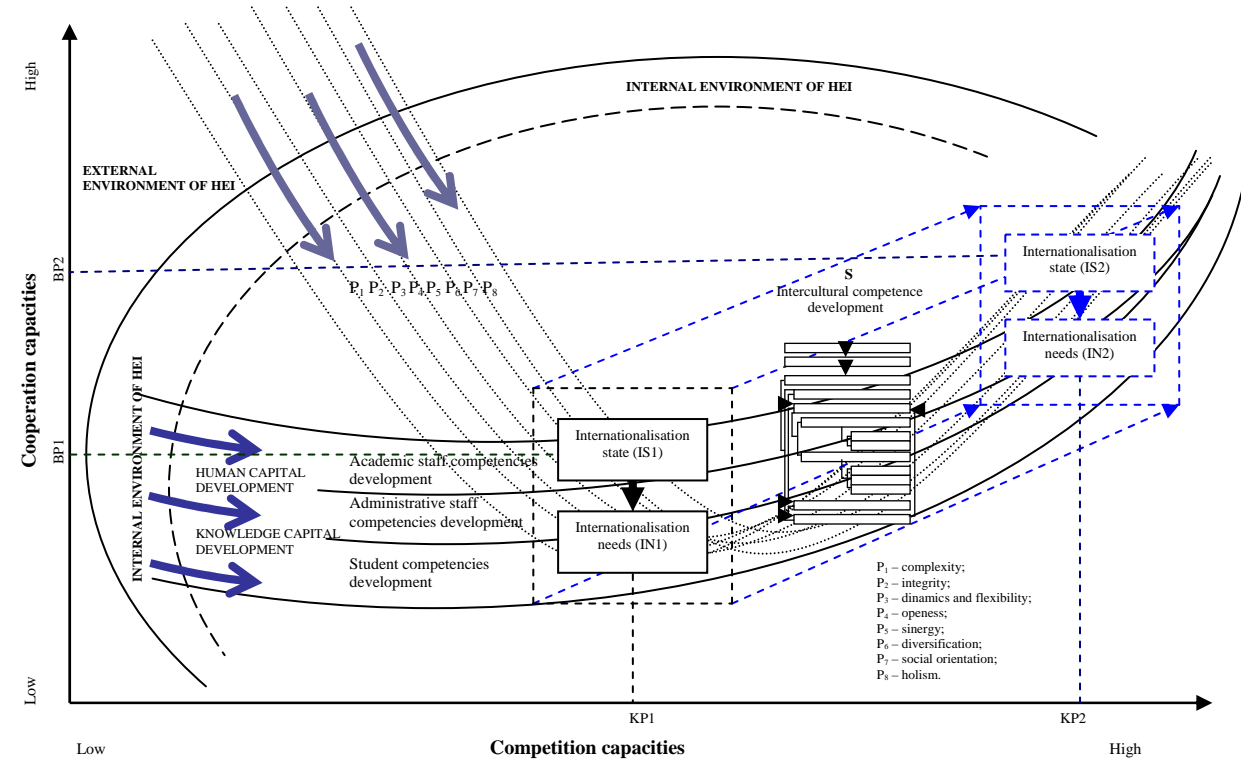 High
INTERNAL ENVIRONMENT OF HEI
EXTERNAL
ENVIRONMENT OF HEI
Cooperation capacities
BP2
P₁ P₂ P₃ P₄ P₅ P₆ P₇ P₈
S
Intercultural competence
development
Internationalisation
state (IS2)
Internationalisation
needs (IN2)
INTERNAL ENVIRONMENT OF HEI
BP1
HUMAN CAPITAL
DEVELOPMENT
KNOWLEDGE CAPITAL
DEVELOPMENT
Academic staff competencies
development
Administrative staff
competencies development
Student competencies
development
Internationalisation
state (IS1)
Internationalisation
needs (IN1)
P₁ – complexity;
P₂ – integrity;
P₃ – dinamics and flexibility;
P₄ – openess;
P₅ – sinergy;
P₆ – diversification;
P₇ – social orientation;
P₈ – holism.
Low
KP1
KP2
Low
Competition capacities
High